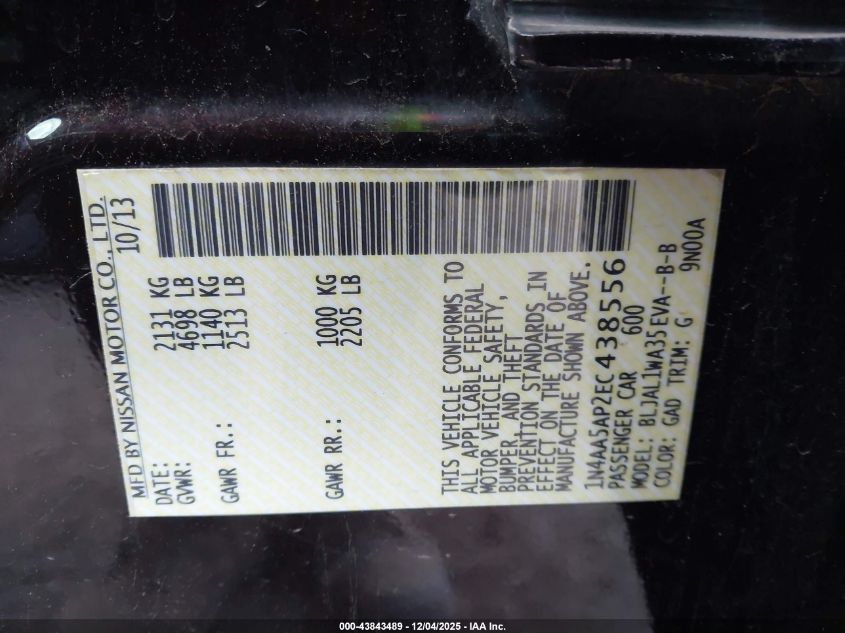 MFD BY NISSAN MOTOR CO., LTD.
DATE: 10/13
GVWR: 2131 KG
4698 LB
GAWR FR.: 1140 KG
2513 LB
GAWR RR.: 1000 KG
2205 LB
THIS VEHICLE CONFORMS TO
ALL APPLICABLE FEDERAL
MOTOR VEHICLE SAFETY,
BUMPER, AND THEFT
PREVENTION STANDARDS IN
EFFECT ON THE DATE OF
MANUFACTURE SHOWN ABOVE.
1N4AA5AP2EC438556
PASSENGER CAR 600
MODEL: BLJAL1WA35EVA--B-B
COLOR: GAD TRIM: G 9N00A
000-43843489 - 12/04/2025 - IAA Inc.